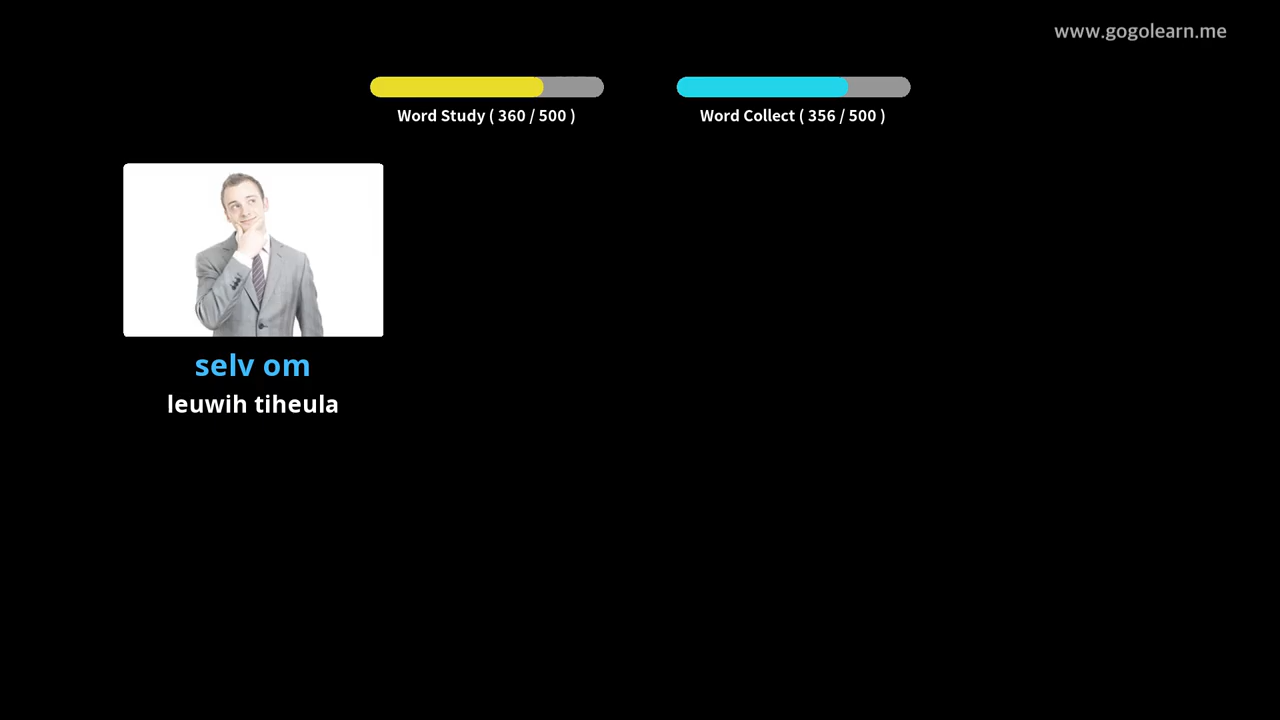 www.gogolearn.me
Word Study ( 360 / 500 )
Word Collect ( 356 / 500 )
selv om
leuwih tiheula